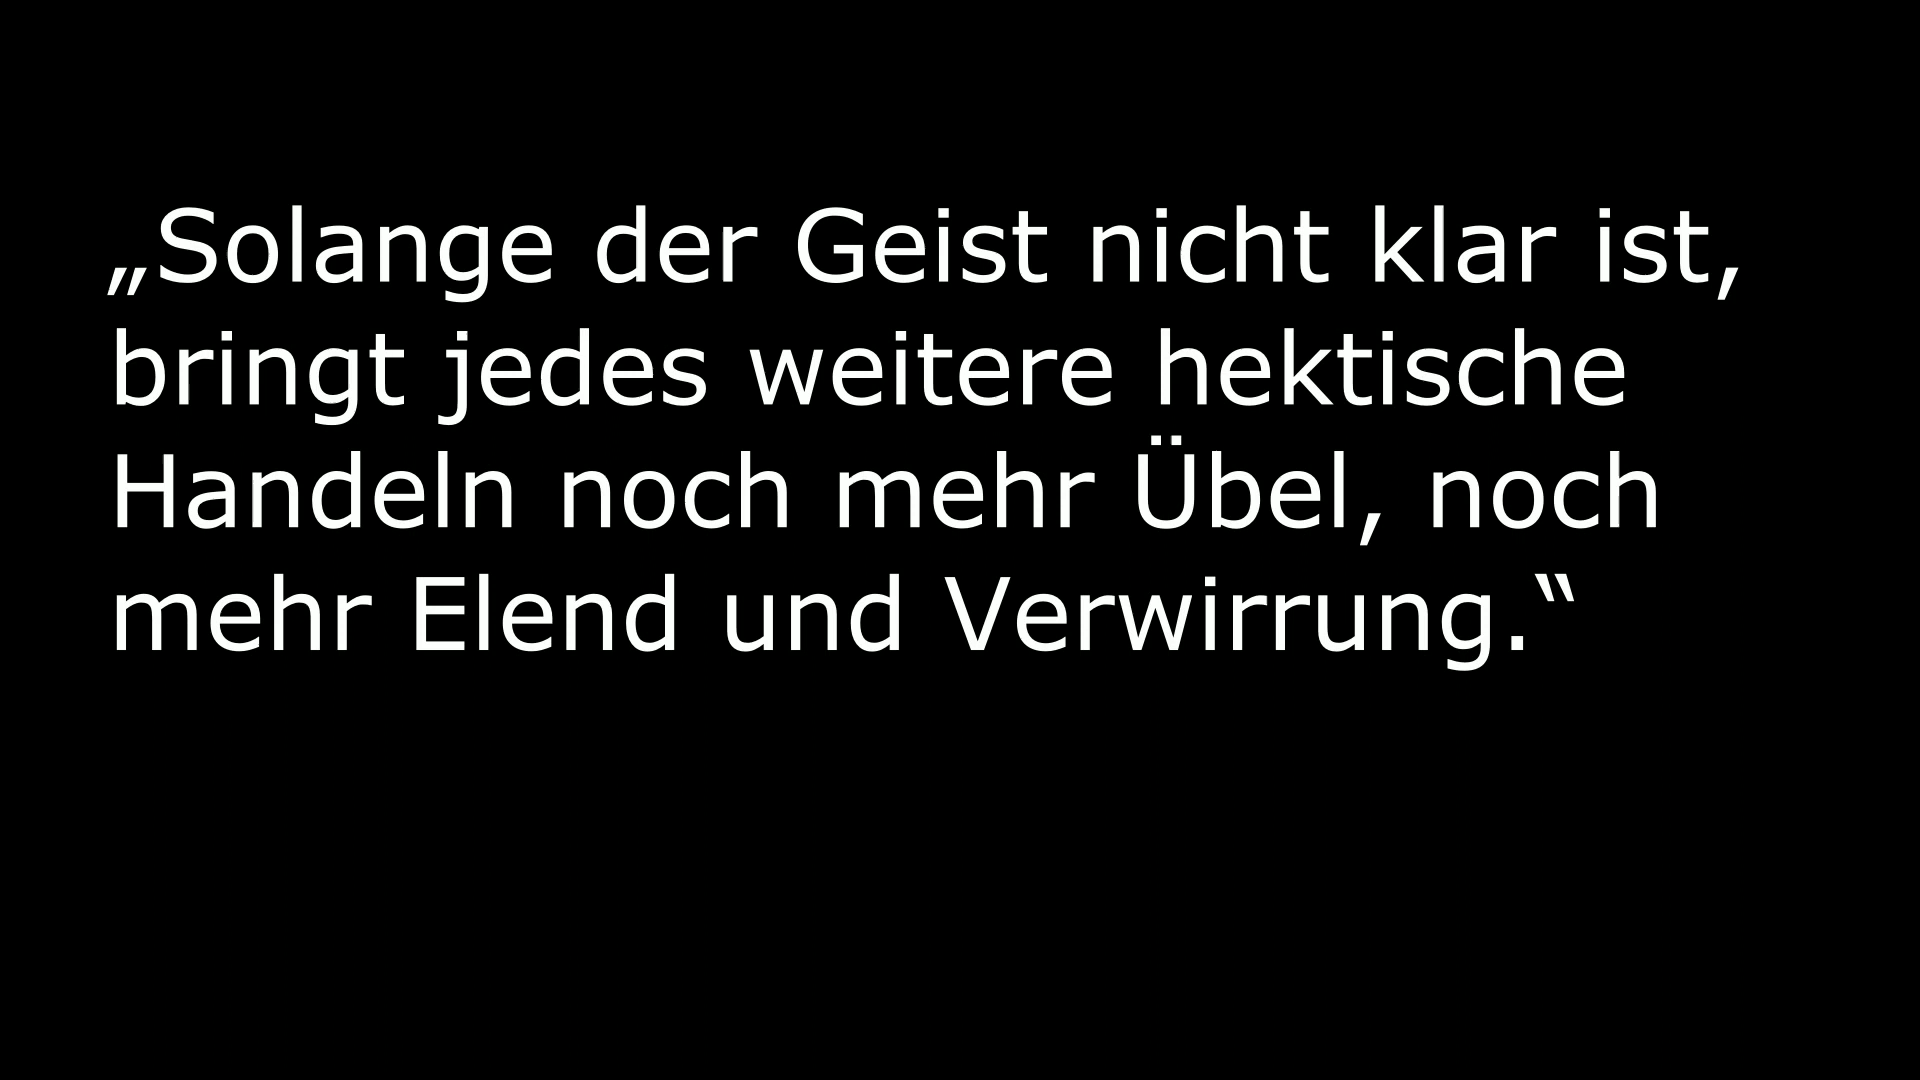 „Solange der Geist nicht klar ist,
bringt jedes weitere hektische
Handeln noch mehr Übel, noch
mehr Elend und Verwirrung.“